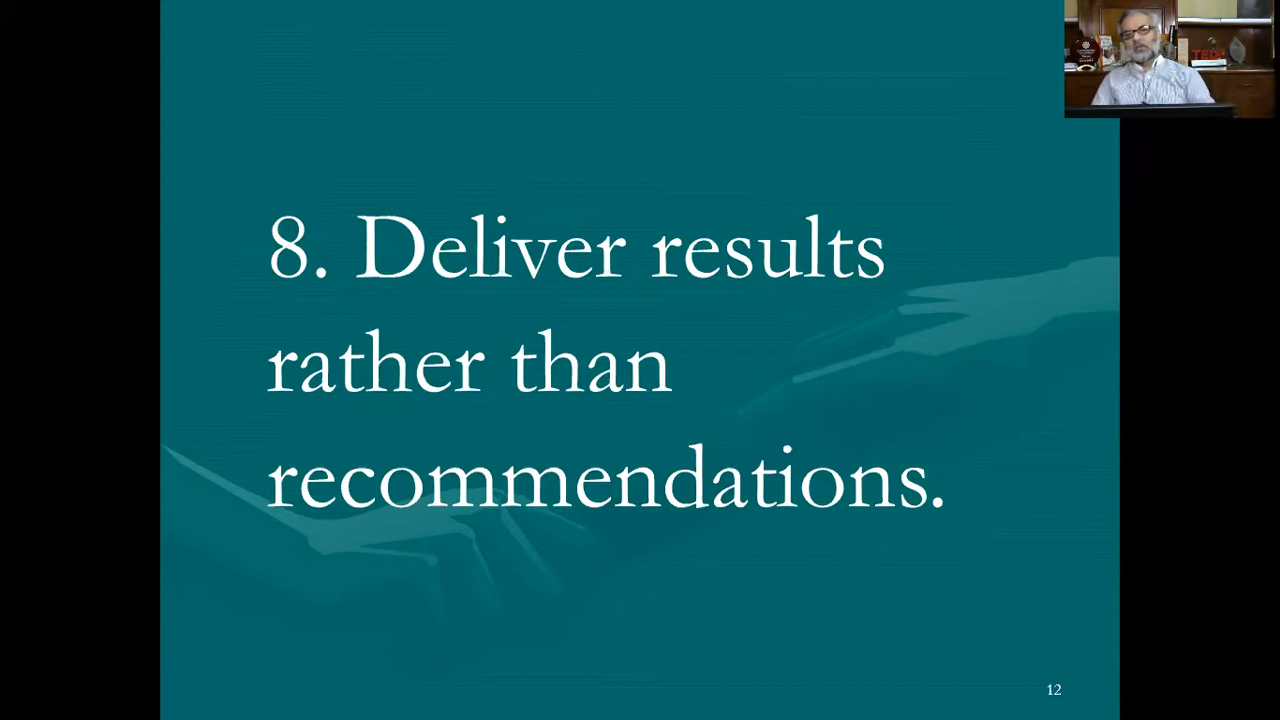 8. Deliver results
rather than
recommendations.
12